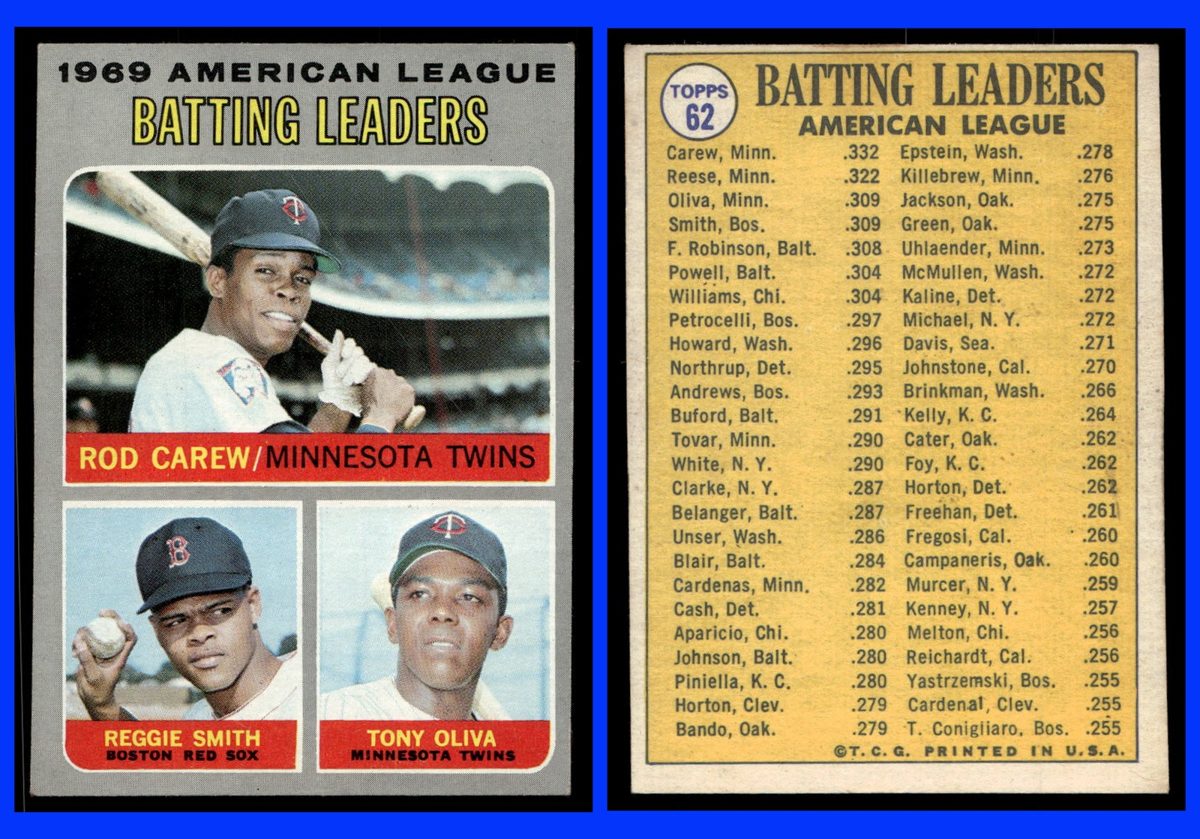 1969 AMERICAN LEAGUE
BATTING LEADERS
ROD CAREW/MINNESOTA TWINS
REGGIE SMITH
BOSTON RED SOX
TONY OLIVA
MINNESOTA TWINS
TOPPS
62
BATTING LEADERS
AMERICAN LEAGUE
Carew, Minn. .332 Epstein, Wash. .278
Reese, Minn. .322 Killebrew, Minn. .276
Oliva, Minn. .309 Jackson, Oak. .275
Smith, Bos. .309 Green, Oak. .275
F. Robinson, Balt. .308 Uhlaender, Minn. .273
Powell, Balt. .304 McMullen, Wash. .272
Williams, Chi. .304 Kaline, Det. .272
Petrocelli, Bos. .297 Michael, N. Y. .272
Howard, Wash. .296 Davis, Sea. .271
Northrup, Det. .295 Johnstone, Cal. .270
Andrews, Bos. .293 Brinkman, Wash. .266
Buford, Balt. .291 Kelly, K. C. .264
Tovar, Minn. .290 Cater, Oak. .262
White, N. Y. .290 Foy, K. C. .262
Clarke, N. Y. .287 Horton, Det. .262
Belanger, Balt. .287 Freehan, Det. .261
Unser, Wash. .286 Fregosi, Cal. .260
Blair, Balt. .284 Campaneris, Oak. .260
Cardenas, Minn. .282 Murcer, N. Y. .259
Cash, Det. .281 Kenney, N. Y. .257
Aparicio, Chi. .280 Melton, Chi. .256
Johnson, Balt. .280 Reichardt, Cal. .256
Piniella, K. C. .280 Yastrzemski, Bos. .255
Horton, Clev. .279 Cardenal, Clev. .255
Bando, Oak. .279 T. Conigliaro, Bos. .255
©T.C.G. PRINTED IN U.S.A.